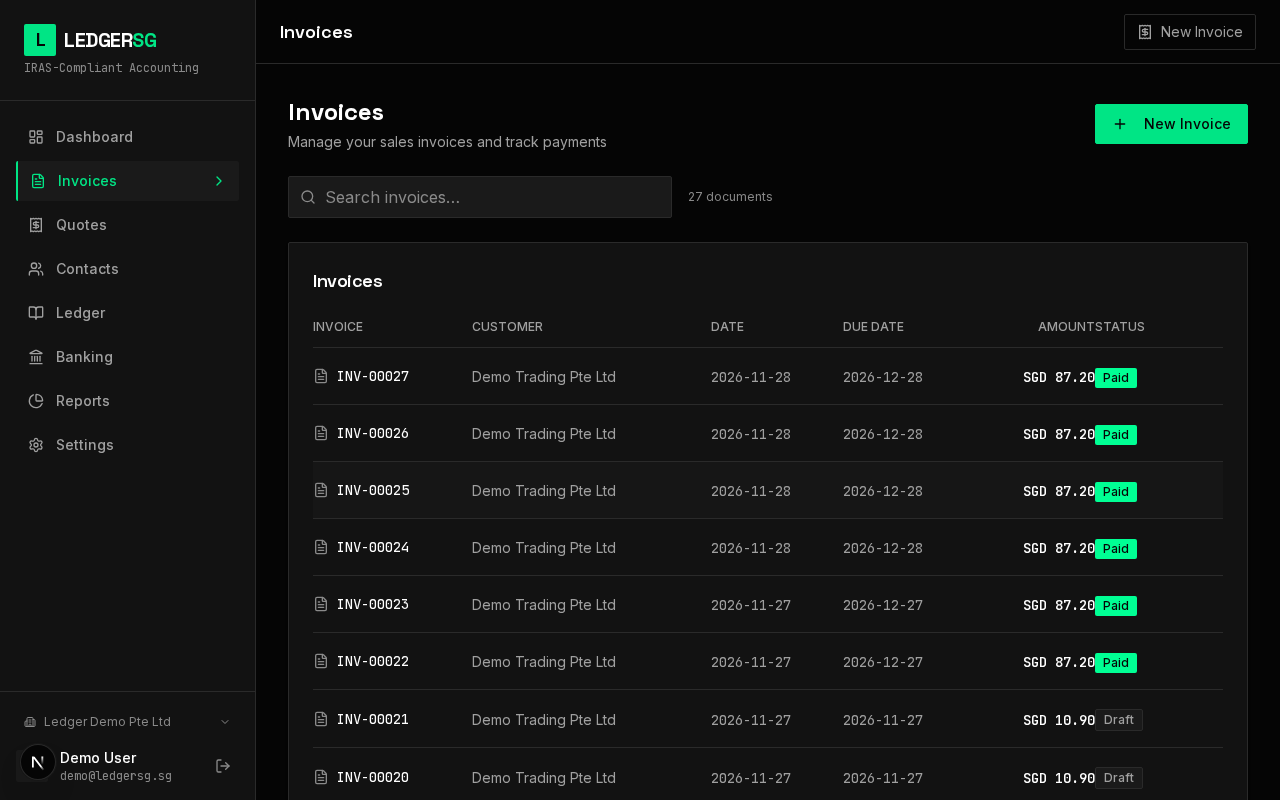 L LEDGERSG
IRAS-Compliant Accounting
Dashboard
Invoices
Quotes
Contacts
Ledger
Banking
Reports
Settings
Ledger Demo Pte Ltd
N
Demo User
demo@ledgersg.sg
Invoices
New Invoice
Invoices
Manage your sales invoices and track payments
New Invoice
Search invoices...
27 documents
Invoices
INVOICE CUSTOMER DATE DUE DATE AMOUNT STATUS
INV-00027 Demo Trading Pte Ltd 2026-11-28 2026-12-28 SGD 87.20 Paid
INV-00026 Demo Trading Pte Ltd 2026-11-28 2026-12-28 SGD 87.20 Paid
INV-00025 Demo Trading Pte Ltd 2026-11-28 2026-12-28 SGD 87.20 Paid
INV-00024 Demo Trading Pte Ltd 2026-11-28 2026-12-28 SGD 87.20 Paid
INV-00023 Demo Trading Pte Ltd 2026-11-27 2026-12-27 SGD 87.20 Paid
INV-00022 Demo Trading Pte Ltd 2026-11-27 2026-12-27 SGD 87.20 Paid
INV-00021 Demo Trading Pte Ltd 2026-11-27 2026-11-27 SGD 10.90 Draft
INV-00020 Demo Trading Pte Ltd 2026-11-27 2026-11-27 SGD 10.90 Draft